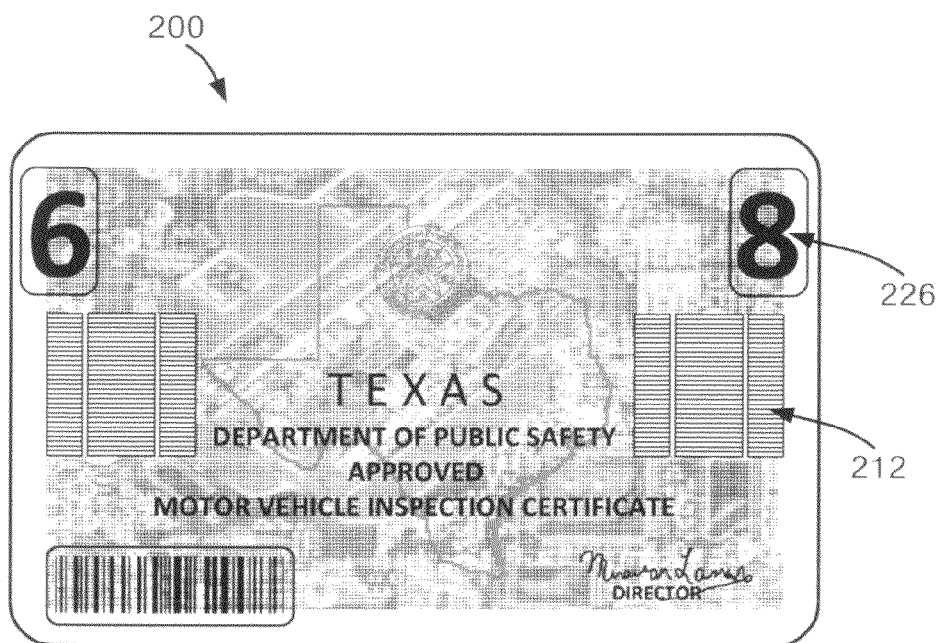 200
6 8
226
TEXAS
DEPARTMENT OF PUBLIC SAFETY
212
APPROVED
MOTOR VEHICLE INSPECTION CERTIFICATE
DIRECTOR